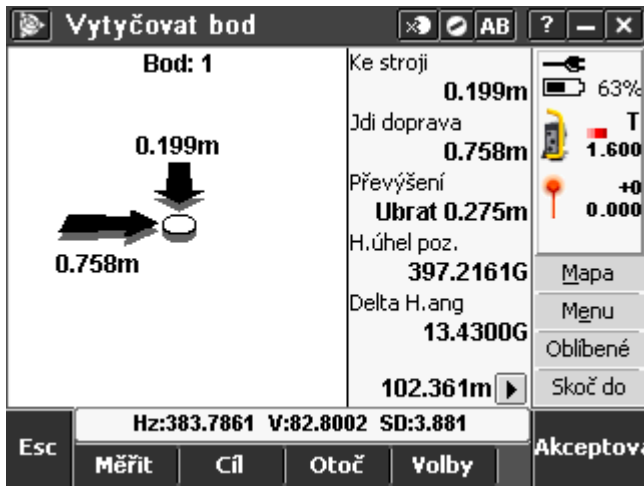 Vytyčovat bod
AB
?
Bod: 1
0.199m
0.758m
Ke stroji
0.199m
Jdi doprava
0.758m
Převýšení
Ubrat 0.275m
H.úhel poz.
397.2161G
Delta H.ang
13.4300G
102.361m
63%
T
1.600
+0
0.000
Mapa
Menu
Oblíbené
Skoč do
Hz:383.7861 V:82.8002 SD:3.881
Esc
Měřit
Cíl
Otoč
Volby
Akceptova